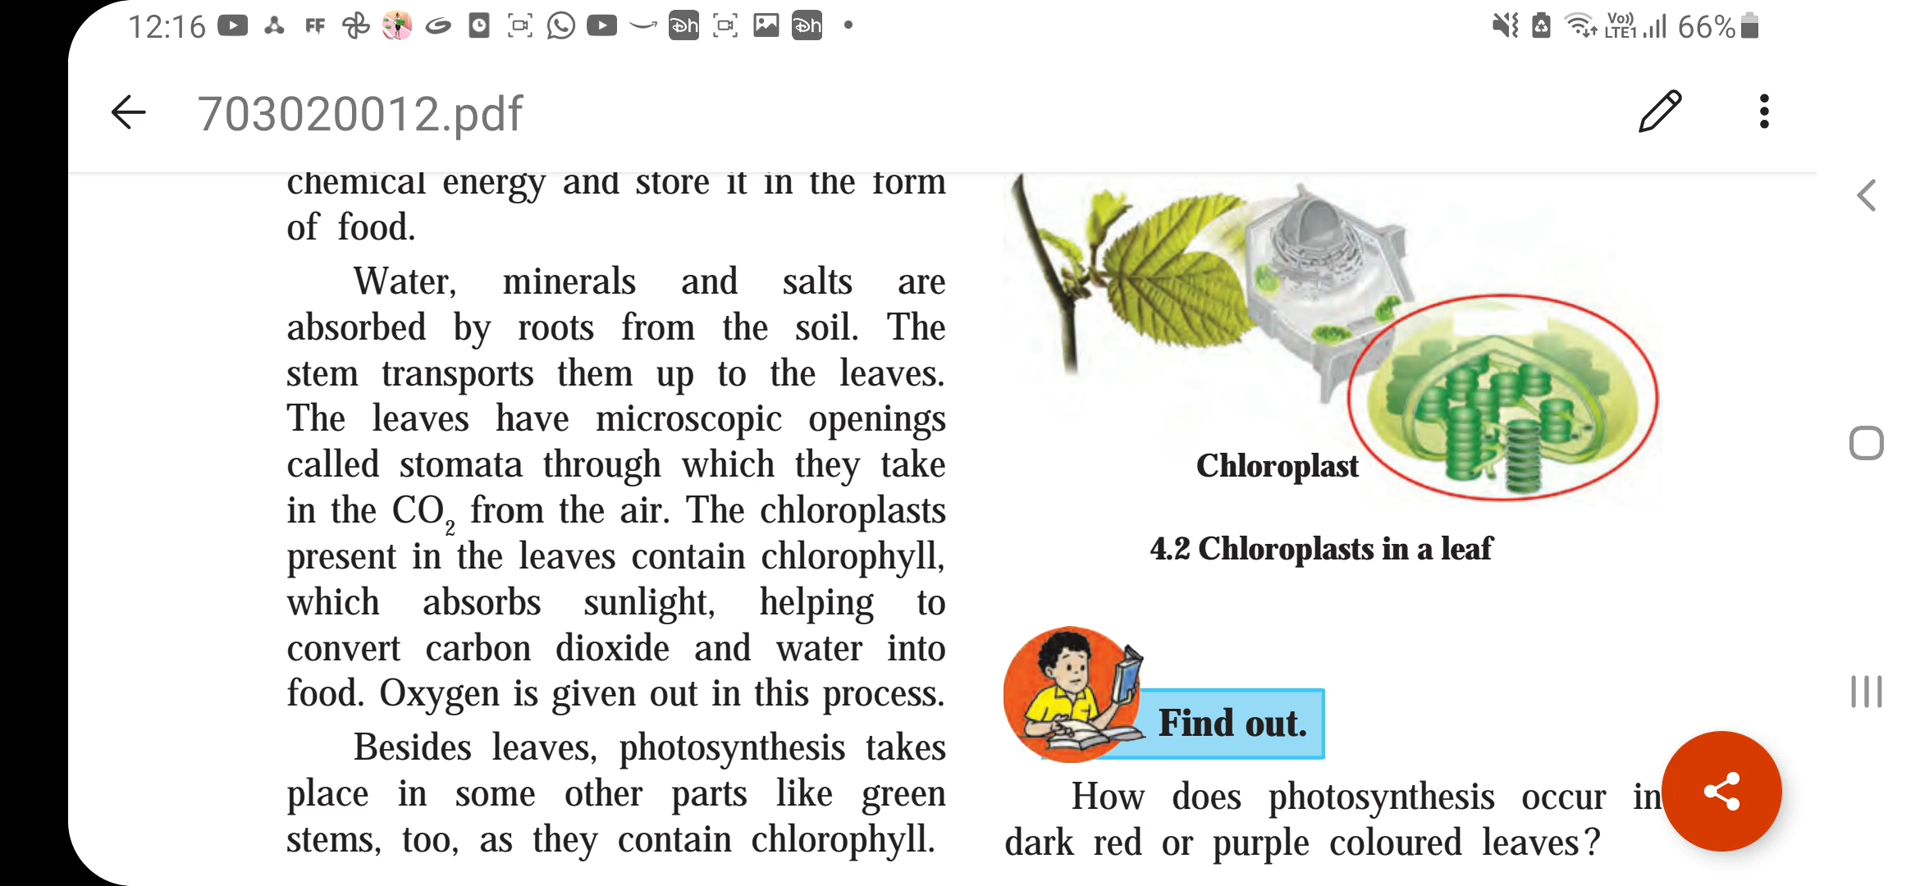 12:16
FF
Dh
Dh
Vo))
LTE1
66%
703020012.pdf
chemical energy and store it in the form
of food.
Water, minerals and salts are
absorbed by roots from the soil. The
stem transports them up to the leaves.
The leaves have microscopic openings
called stomata through which they take
in the CO₂ from the air. The chloroplasts
present in the leaves contain chlorophyll,
which absorbs sunlight, helping to
convert carbon dioxide and water into
food. Oxygen is given out in this process.
Besides leaves, photosynthesis takes
place in some other parts like green
stems, too, as they contain chlorophyll.
Chloroplast
4.2 Chloroplasts in a leaf
Find out.
How does photosynthesis occur in
dark red or purple coloured leaves?